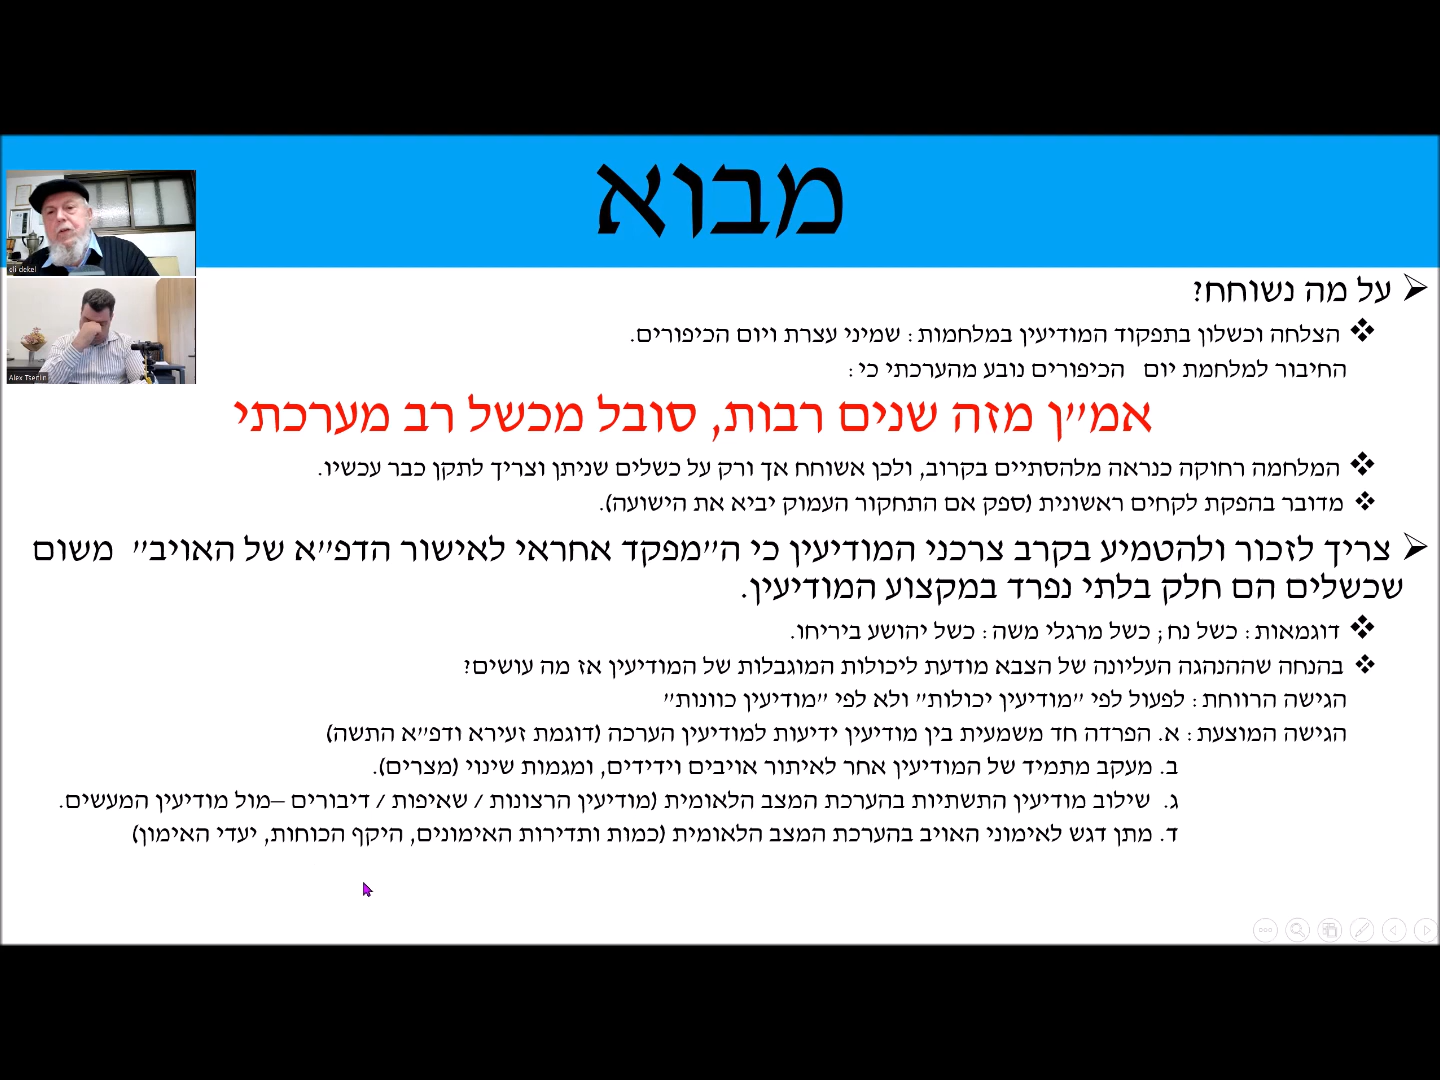 מבוא
על מה נשוחח?
הצלחה וכשלון בתפקוד המודיעין במלחמות: שמיני עצרת ויום הכיפורים.
החיבור למלחמת יום הכיפורים נובע מהערכתי כי:
אמ״ן מזה שנים רבות, סובל מכשל רב מערכתי
המלחמה רחוקה כנראה מלהסתיים בקרוב, ולכן אשוחח אך ורק על כשלים שניתן וצריך לתקן כבר עכשיו.
מדובר בהפקת לקחים ראשונית (ספק אם התחקור העמוק יביא את הישועה).
צריך לזכור ולהטמיע בקרב צרכני המודיעין כי ה״מפקד אחראי לאישור הדפ״א של האויב״ משום
שכשלים הם חלק בלתי נפרד במקצוע המודיעין.
דוגמאות: כשל נח; כשל מרגלי משה: כשל יהושע ביריחו.
בהנחה שההנהגה העליונה של הצבא מודעת ליכולות המוגבלות של המודיעין אז מה עושים?
הגישה הרווחת: לפעול לפי ״מודיעין יכולות״ ולא לפי ״מודיעין כוונות״
הגישה המוצעת: א. הפרדה חד משמעית בין מודיעין ידיעות למודיעין הערכה (דוגמת זעירא ודפ״א התשה)
ב. מעקב מתמיד של המודיעין אחר לאיתור אויבים וידידים, ומגמות שינוי (מצרים).
ג. שילוב מודיעין התשתיות בהערכת המצב הלאומית (מודיעין הרצונות / שאיפות / דיבורים –מול מודיעין המעשים.
ד. מתן דגש לאימוני האויב בהערכת המצב הלאומית (כמות ותדירות האימונים, היקף הכוחות, יעדי האימון)
eli dekel
Alex Tseitlin